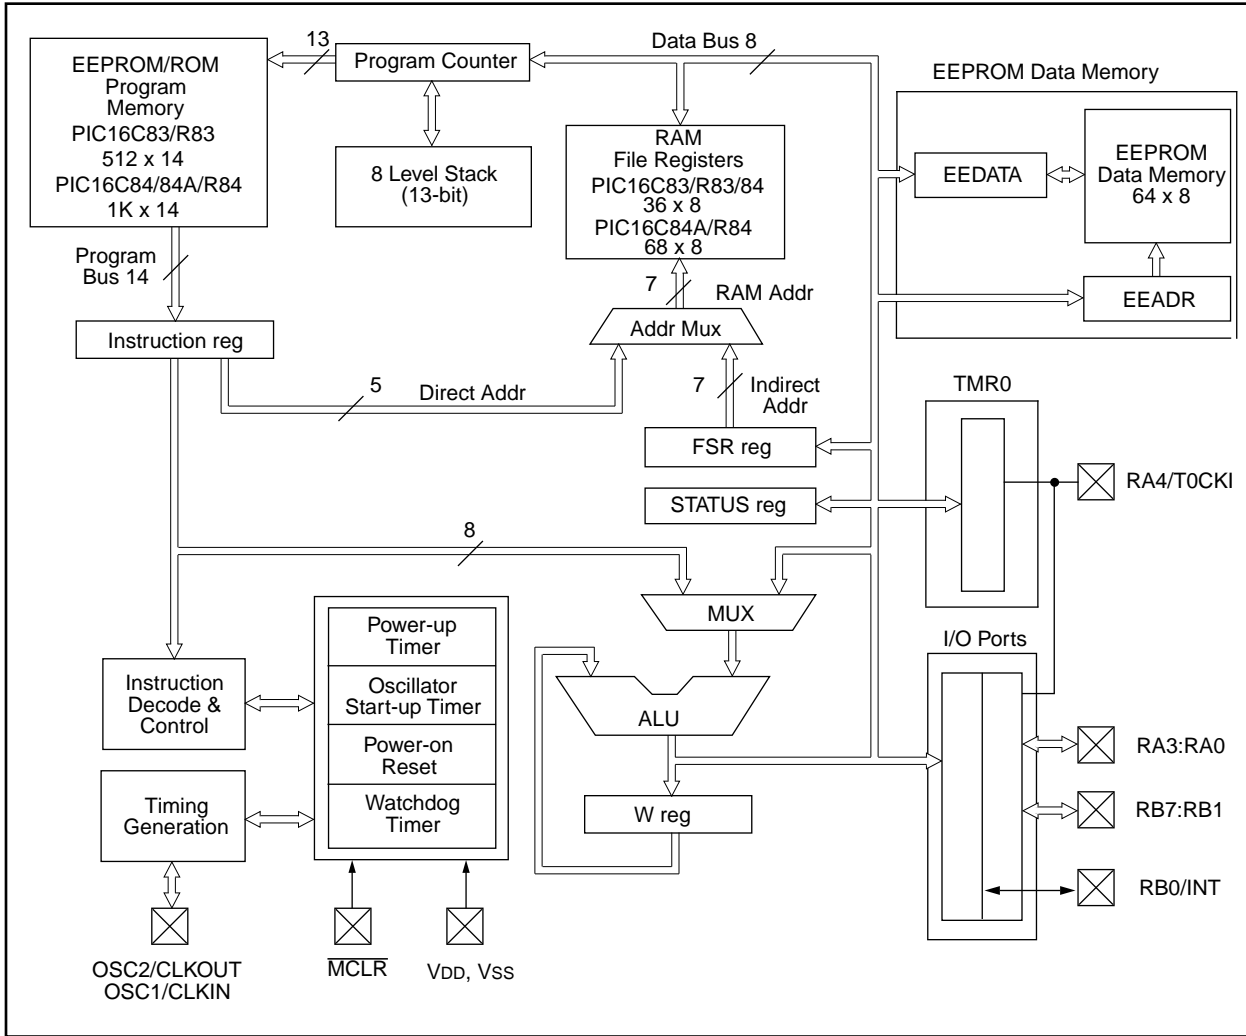 EEPROM/ROM
Program
Memory
PIC16C83/R83
512 x 14
PIC16C84/84A/R84
1K x 14
13
Program Counter
Data Bus 8
EEPROM Data Memory
8 Level Stack
(13-bit)
RAM
File Registers
PIC16C83/R83/84
36 x 8
PIC16C84A/R84
68 x 8
EEDATA
EEPROM
Data Memory
64 x 8
EEADR
Program
Bus 14
7
RAM Addr
Addr Mux
Instruction reg
5
Direct Addr
7
Indirect
Addr
TMR0
FSR reg
STATUS reg
RA4/T0CKI
8
MUX
I/O Ports
Power-up
Timer
Oscillator
Start-up Timer
Power-on
Reset
Watchdog
Timer
Instruction
Decode &
Control
ALU
Timing
Generation
W reg
RA3:RA0
RB7:RB1
RB0/INT
OSC2/CLKOUT
OSC1/CLKIN
MCLR
VDD, VSS